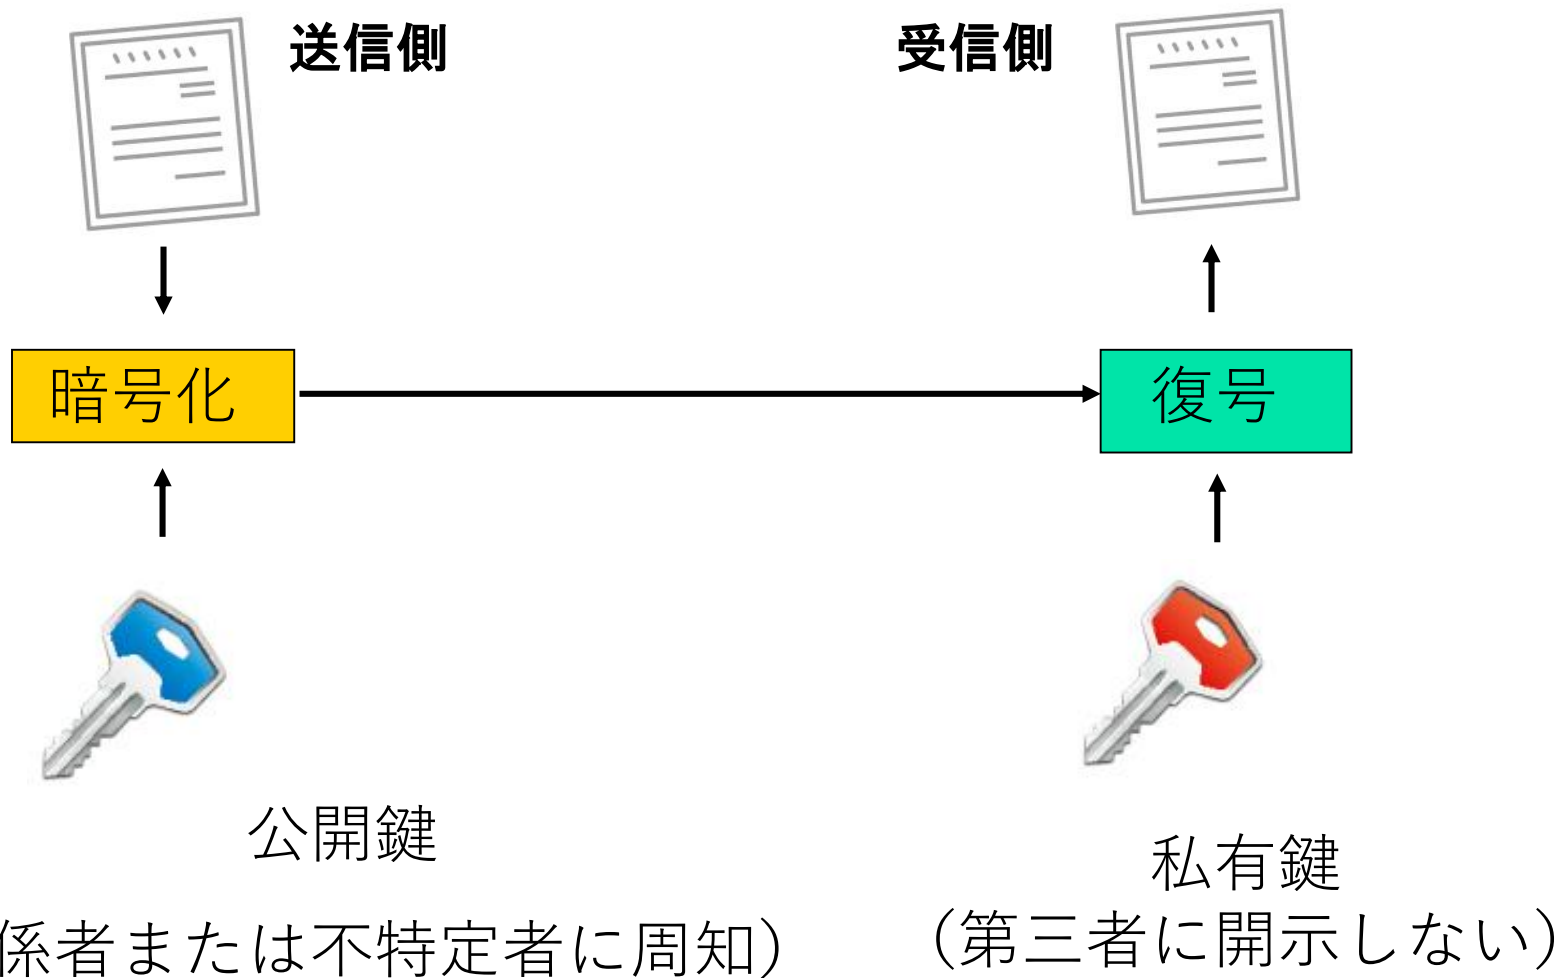 送信側
受信側
暗号化
復号
公開鍵
私有鍵
係者または不特定者に周知）
（第三者に開示しない）